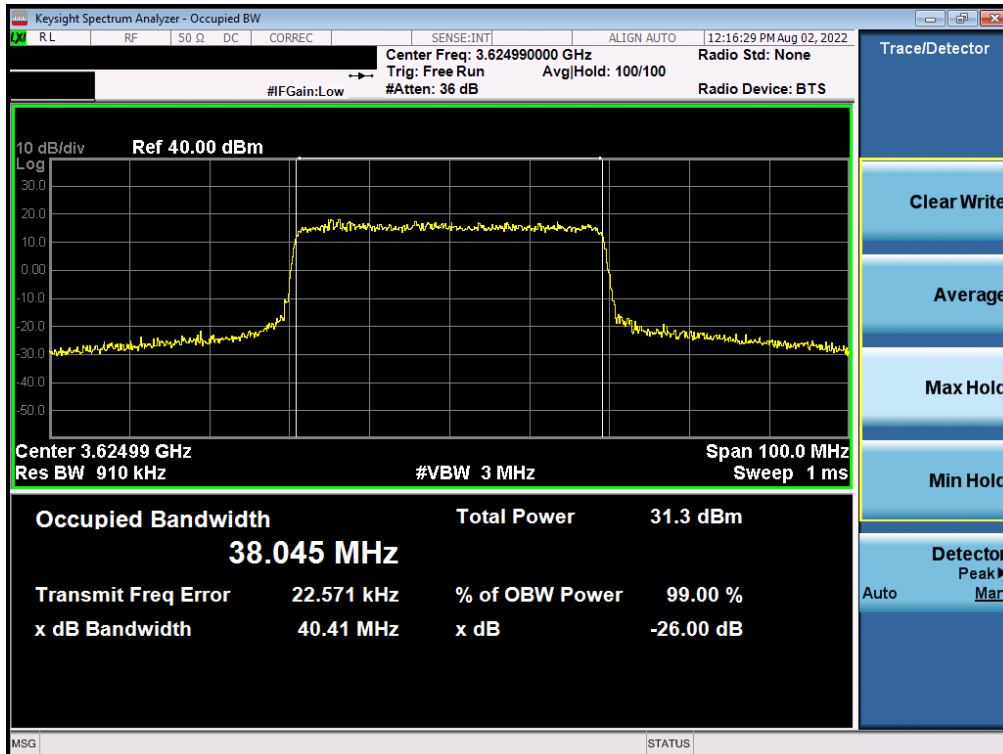 Keysight Spectrum Analyzer - Occupied BW
LXI RL RF 50 Ω DC CORREC SENSE:INT ALIGN AUTO 12:16:29 PM Aug 02, 2022
Center Freq: 3.624990000 GHz Radio Std: None
Trig: Free Run Avg|Hold: 100/100
#IFGain:Low #Atten: 36 dB Radio Device: BTS
10 dB/div Ref 40.00 dBm
Log
30.0
20.0
10.0
0.00
-10.0
-20.0
-30.0
-40.0
-50.0
Center 3.62499 GHz Span 100.0 MHz
Res BW 910 kHz #VBW 3 MHz Sweep 1 ms
Occupied Bandwidth Total Power 31.3 dBm
38.045 MHz
Transmit Freq Error 22.571 kHz % of OBW Power 99.00 %
x dB Bandwidth 40.41 MHz x dB -26.00 dB
MSG STATUS
Trace/Detector
Clear Write
Average
Max Hold
Min Hold
Detector
Peak▶
Auto Man